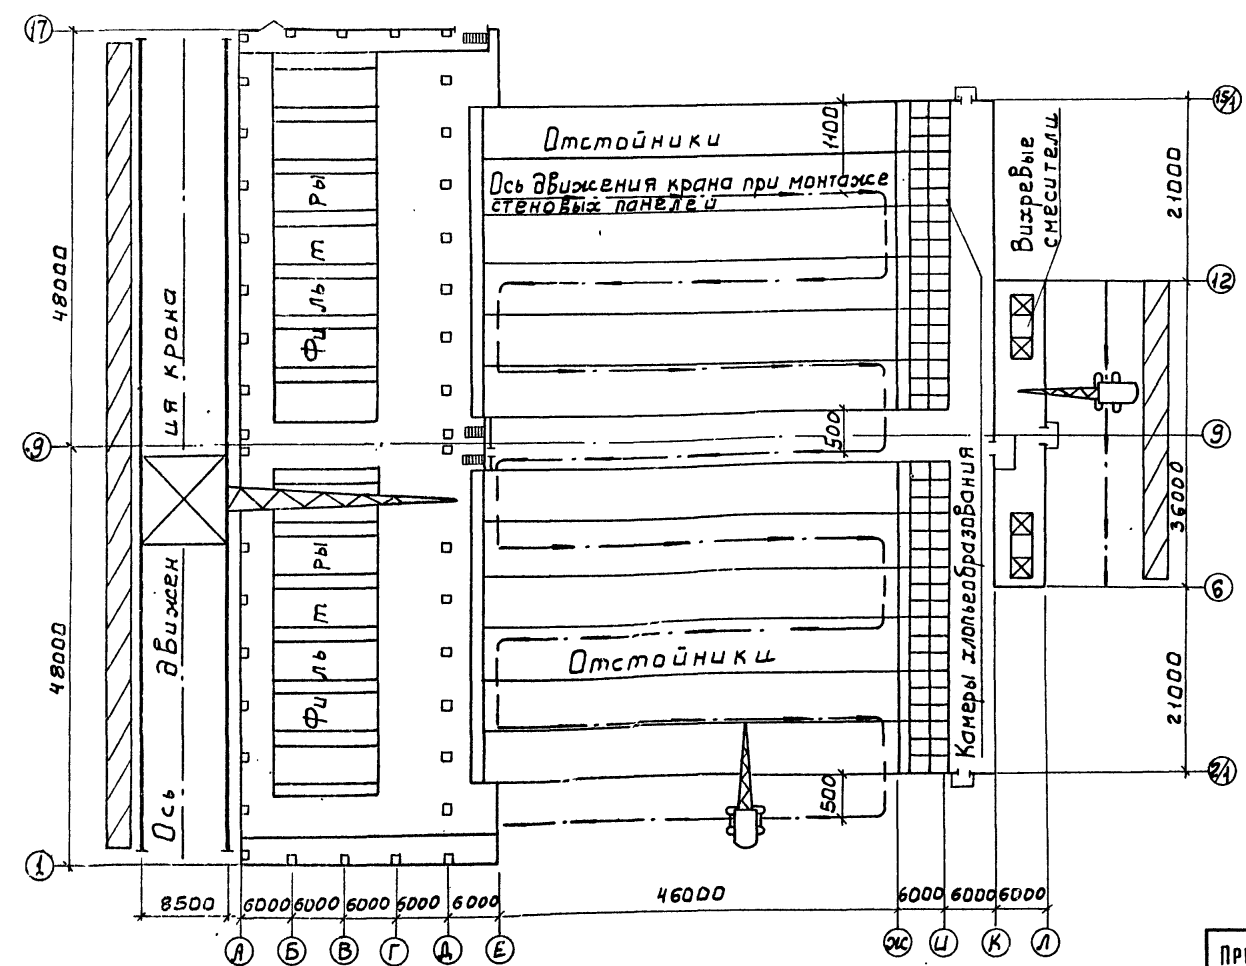 17
15/1
Отстойники
1100
Ось движения крана при монтаже
стеновых панелей
Вихревые
смесители
21000
48000
Фильтры
12
Ось движения крана
500
9
9
Камеры хлопьеобразования
36000
Фильтры
6
48000
Отстойники
21000
500
2/1
1
8500
6000
6000
6000
6000
6000
46000
6000
6000
6000
А
Б
В
Г
Д
Е
Ж
И
К
Л